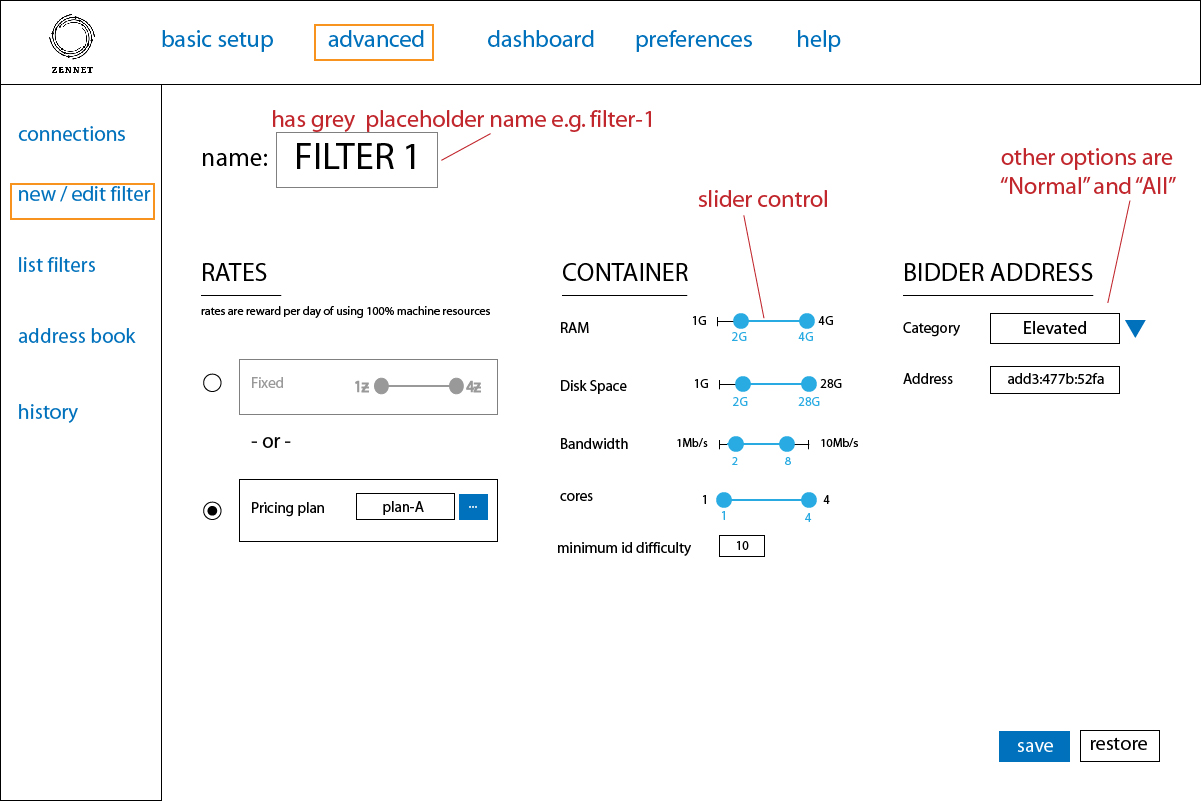 ZENNET
basic setup
advanced
dashboard
preferences
help
connections
new / edit filter
list filters
address book
history
has grey placeholder name e.g. filter-1
name:
FILTER 1
slider control
other options are
“Normal” and “All”
RATES
rates are reward per day of using 100% machine resources
Fixed
1ƶ
4ƶ
- or -
Pricing plan
plan-A
...
CONTAINER
RAM
1G
4G
2G
4G
Disk Space
1G
28G
2G
28G
Bandwidth
1Mb/s
10Mb/s
2
8
cores
1
4
1
4
minimum id difficulty
10
BIDDER ADDRESS
Category
Elevated
Address
add3:477b:52fa
save
restore